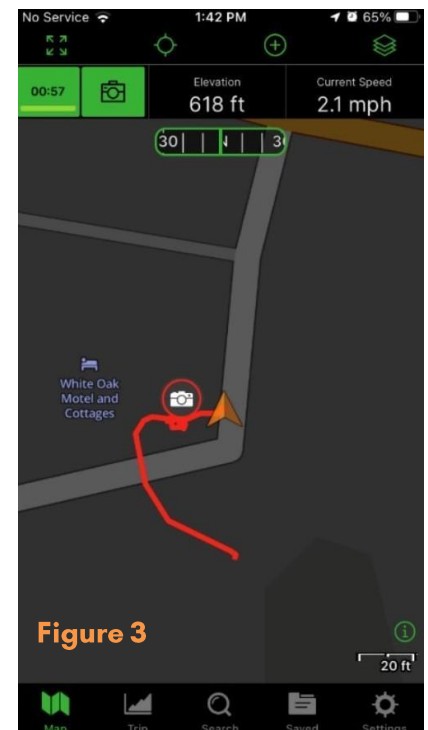 No Service 1:42 PM 65%
00:57 Elevation Current Speed
618 ft 2.1 mph
30 N 30
White Oak
Motel and
Cottages
Figure 3
20 ft
Map Trip Search Saved Settings